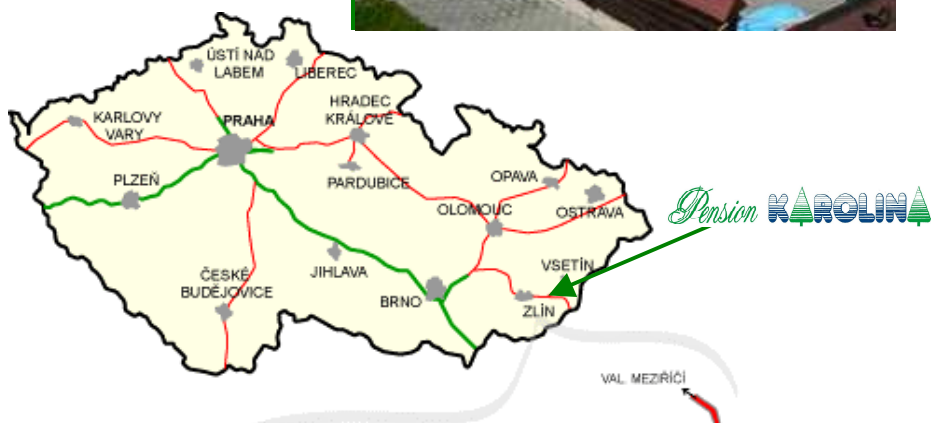 ÚSTÍ NAD
LABEM
LIBEREC
HRADEC
KRÁLOVÉ
KARLOVY
VARY
PRAHA
PLZEŇ
PARDUBICE
OPAVA
OLOMOUC
OSTRAVA
Pension KAROLINA
ČESKÉ
BUDĚJOVICE
JIHLAVA
VSETÍN
BRNO
ZLÍN
VAL. MEZIŘÍČÍ